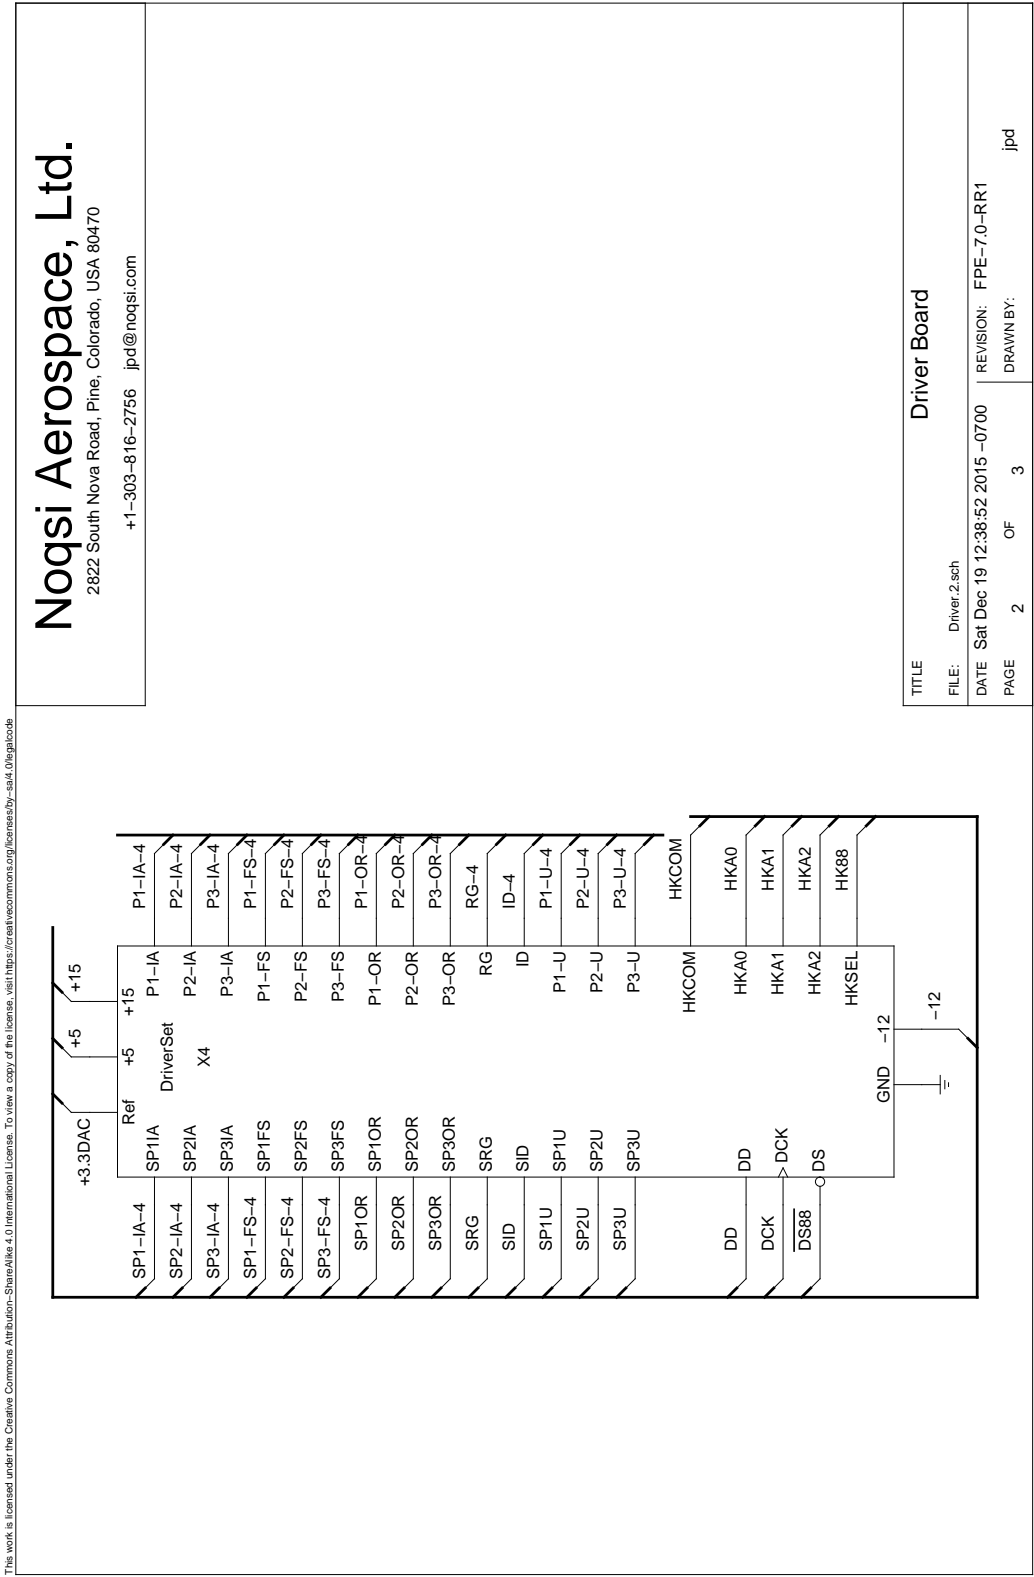 This work is licensed under the Creative Commons Attribution−ShareAlike 4.0 International License. To view a copy of the license, visit https://creativecommons.org/licenses/by−sa/4.0/legalcode
Noqsi Aerospace, Ltd.
2822 South Nova Road, Pine, Colorado, USA 80470
+1−303−816−2756 jpd@noqsi.com
+3.3DAC
+5
+15
Ref
+5
+15
DriverSet
X4
SP1−IA−4 SP1IA P1−IA P1−IA−4
SP2−IA−4 SP2IA P2−IA P2−IA−4
SP3−IA−4 SP3IA P3−IA P3−IA−4
SP1−FS−4 SP1FS P1−FS P1−FS−4
SP2−FS−4 SP2FS P2−FS P2−FS−4
SP3−FS−4 SP3FS P3−FS P3−FS−4
SP1OR SP1OR P1−OR P1−OR−4
SP2OR SP2OR P2−OR P2−OR−4
SP3OR SP3OR P3−OR P3−OR−4
SRG SRG RG RG−4
SID SID ID ID−4
SP1U SP1U P1−U P1−U−4
SP2U SP2U P2−U P2−U−4
SP3U SP3U P3−U P3−U−4
HKCOM HKCOM
DD DD HKA0 HKA0
DCK DCK HKA1 HKA1
DS88 DS HKA2 HKA2
HKSEL HK88
GND −12
−12
TITLE
Driver Board
FILE: Driver.2.sch
DATE Sat Dec 19 12:38:52 2015 −0700 REVISION: FPE−7.0−RR1
PAGE 2 OF 3 DRAWN BY: jpd